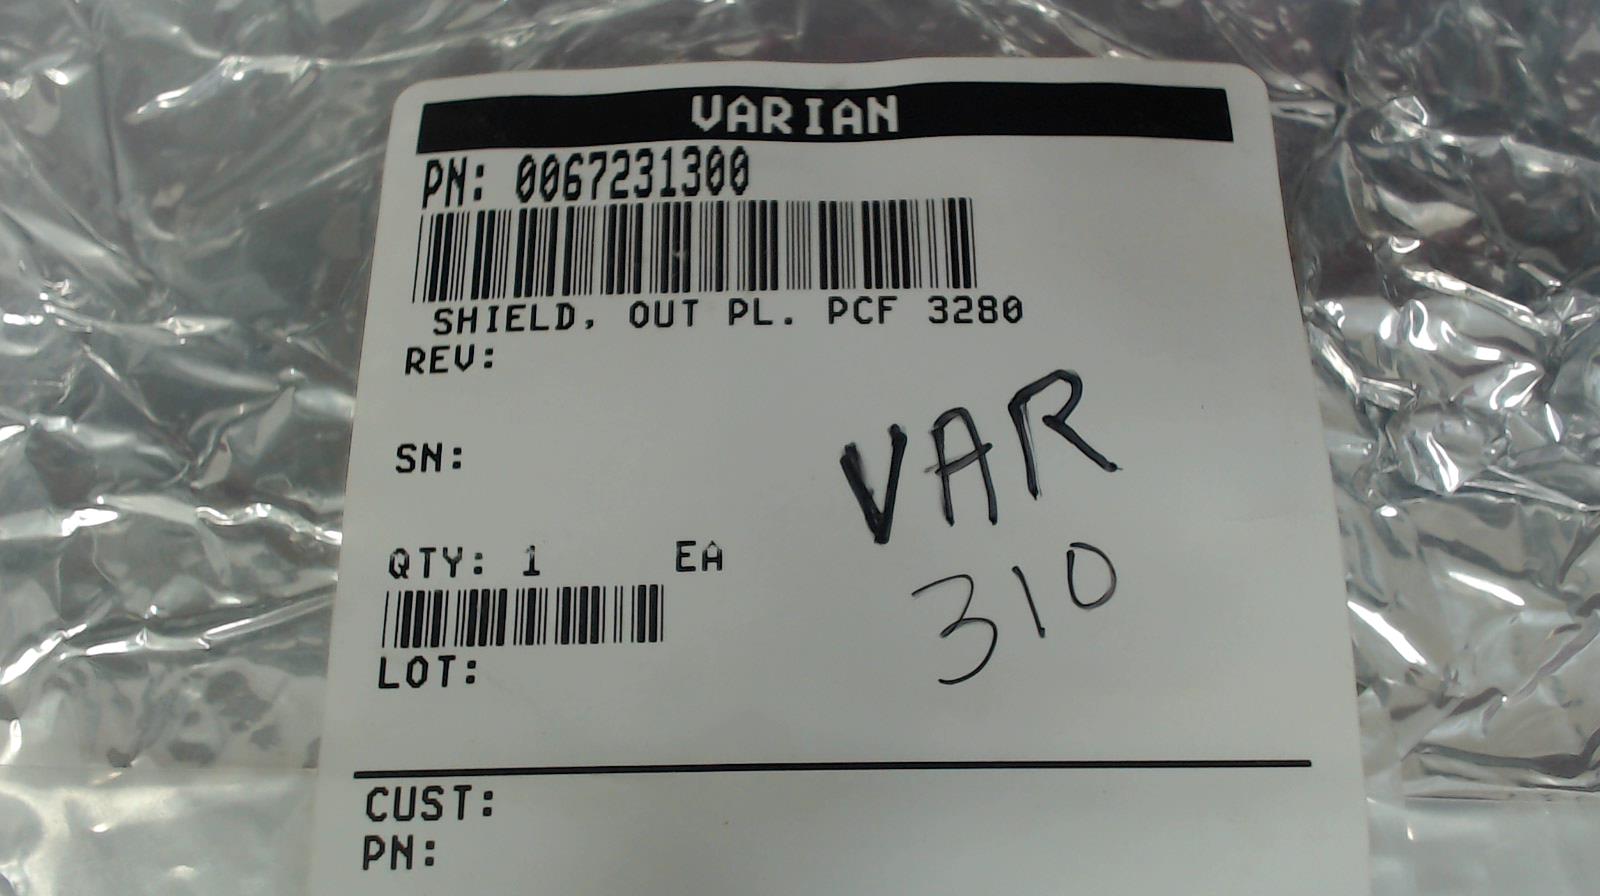 VARIAN
PN: 0067231300
SHIELD, OUT PL. PCF 3280
REV:
SN:
VAR
310
QTY: 1 EA
LOT:
CUST:
PN: